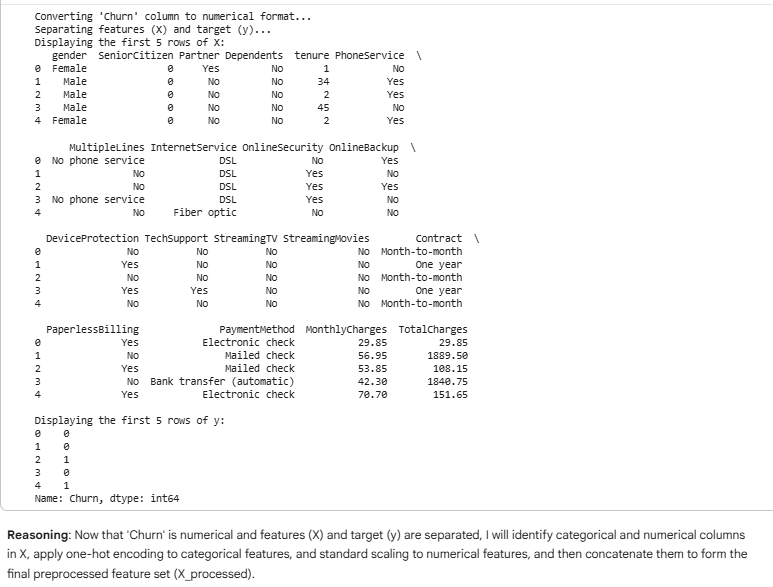 Converting 'Churn' column to numerical format...
Separating features (X) and target (y)...
Displaying the first 5 rows of X:
gender SeniorCitizen Partner Dependents tenure PhoneService \
0 Female 0 Yes No 1 No
1 Male 0 No No 34 Yes
2 Male 0 No No 2 Yes
3 Male 0 No No 45 No
4 Female 0 No No 2 Yes
MultipleLines InternetService OnlineSecurity OnlineBackup \
0 No phone service DSL No Yes
1 No DSL Yes No
2 No DSL Yes Yes
3 No phone service DSL Yes No
4 No Fiber optic No No
DeviceProtection TechSupport StreamingTV StreamingMovies Contract \
0 No No No No Month-to-month
1 Yes No No No One year
2 No No No No Month-to-month
3 Yes Yes No No One year
4 No No No No Month-to-month
PaperlessBilling PaymentMethod MonthlyCharges TotalCharges
0 Yes Electronic check 29.85 29.85
1 No Mailed check 56.95 1889.50
2 Yes Mailed check 53.85 108.15
3 No Bank transfer (automatic) 42.30 1840.75
4 Yes Electronic check 70.70 151.65
Displaying the first 5 rows of y:
0 0
1 0
2 1
3 0
4 1
Name: Churn, dtype: int64
Reasoning: Now that 'Churn' is numerical and features (X) and target (y) are separated, I will identify categorical and numerical columns
in X, apply one-hot encoding to categorical features, and standard scaling to numerical features, and then concatenate them to form the
final preprocessed feature set (X_processed).